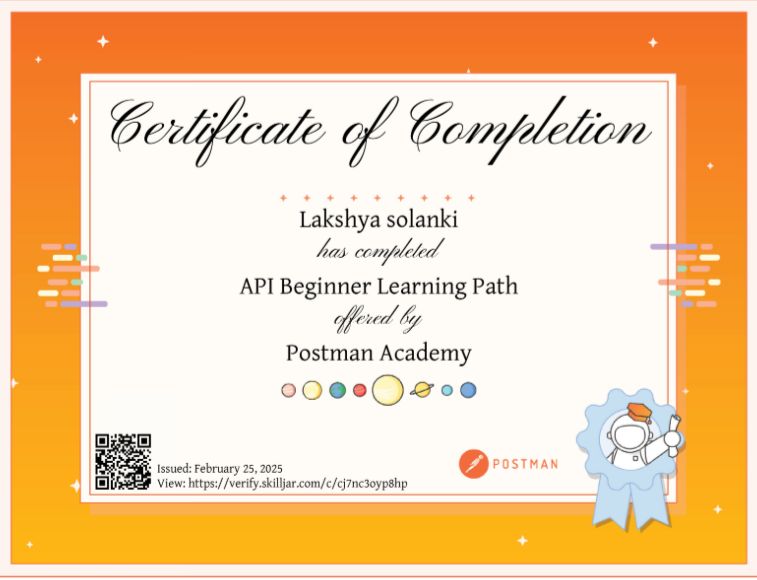 Certificate of Completion
Lakshya solanki
has completed
API Beginner Learning Path
offered by
Postman Academy
Issued: February 25, 2025
View: https://verify.skilljar.com/c/cj7nc3oyp8hp
POSTMAN